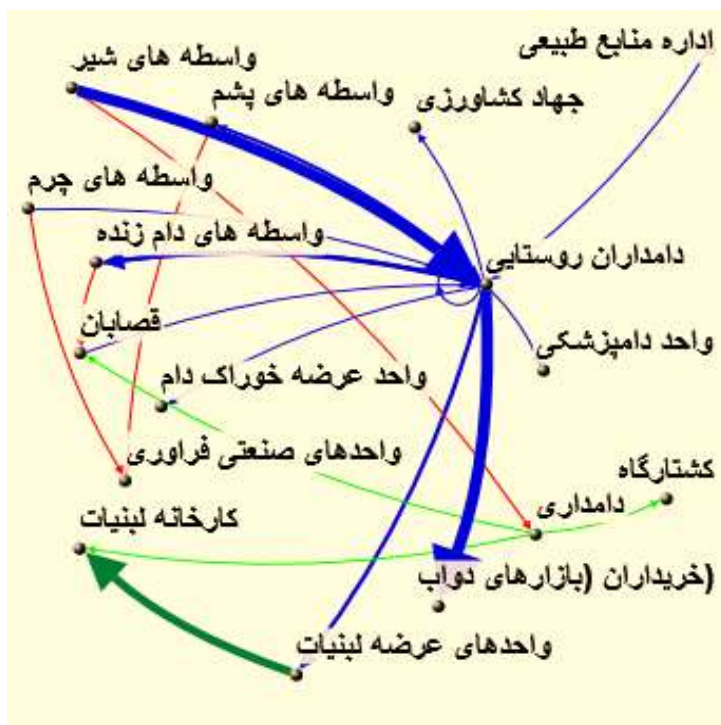 اداره منابع طبیعی
واسطه های شیر
واسطه های پشم
جهاد کشاورزی
واسطه های چرم
واسطه های دام زنده
دامداران روستایی
قصابان
واحد دامپزشکی
واحد عرضه خوراک دام
واحدهای صنعتی فراوری
کشتارگاه
دامداری
کارخانه لبنیات
(خریداران (بازارهای دواب
واحدهای عرضه لبنیات